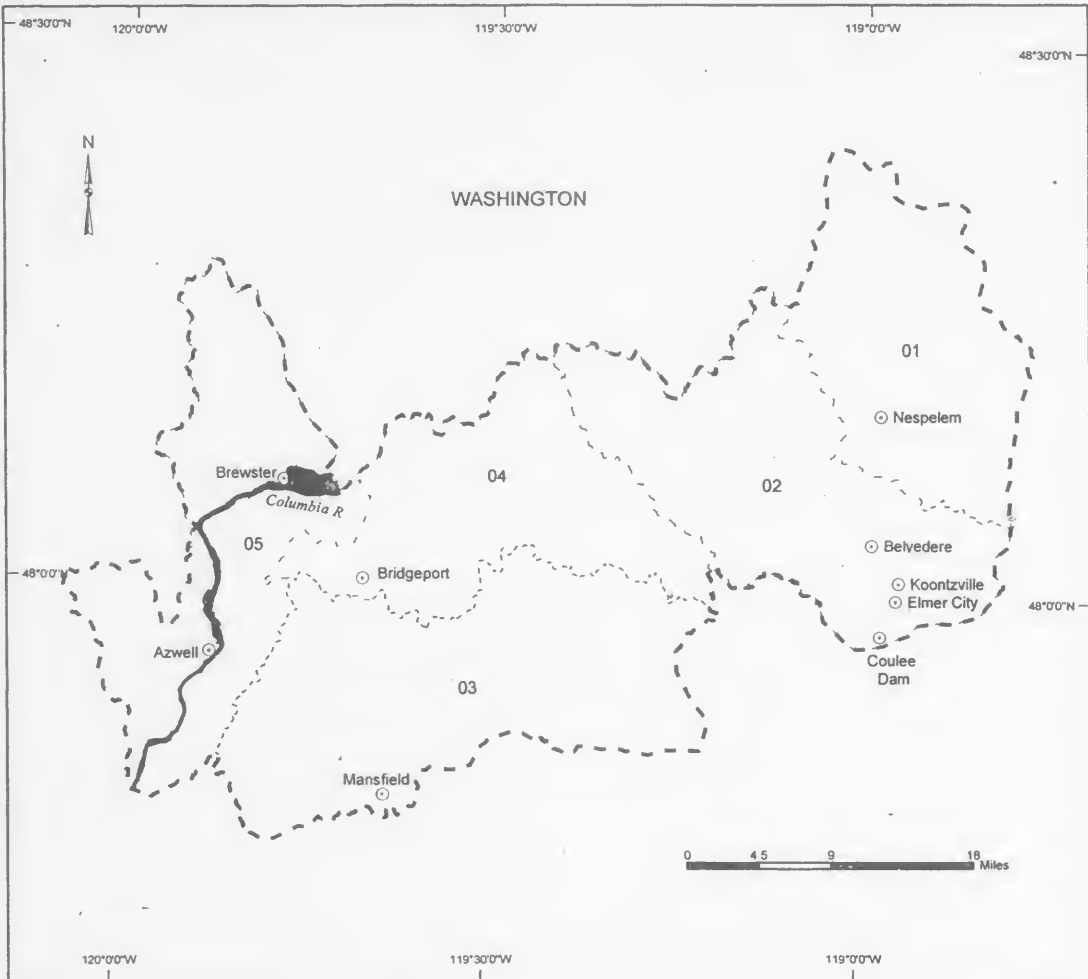 48°30'0"N
120°0'0"W
119°30'0"W
119°0'0"W
48°30'0"N
N
WASHINGTON
01
Nespelem
04
Brewster
Columbia R
02
05
Belvedere
48°0'0"N
Bridgeport
Koontzville
Elmer City
48°0'0"N
Azwell
Coulee
Dam
03
Mansfield
0 4.5 9 18
Miles
120°0'0"W
119°30'0"W
119°0'0"W